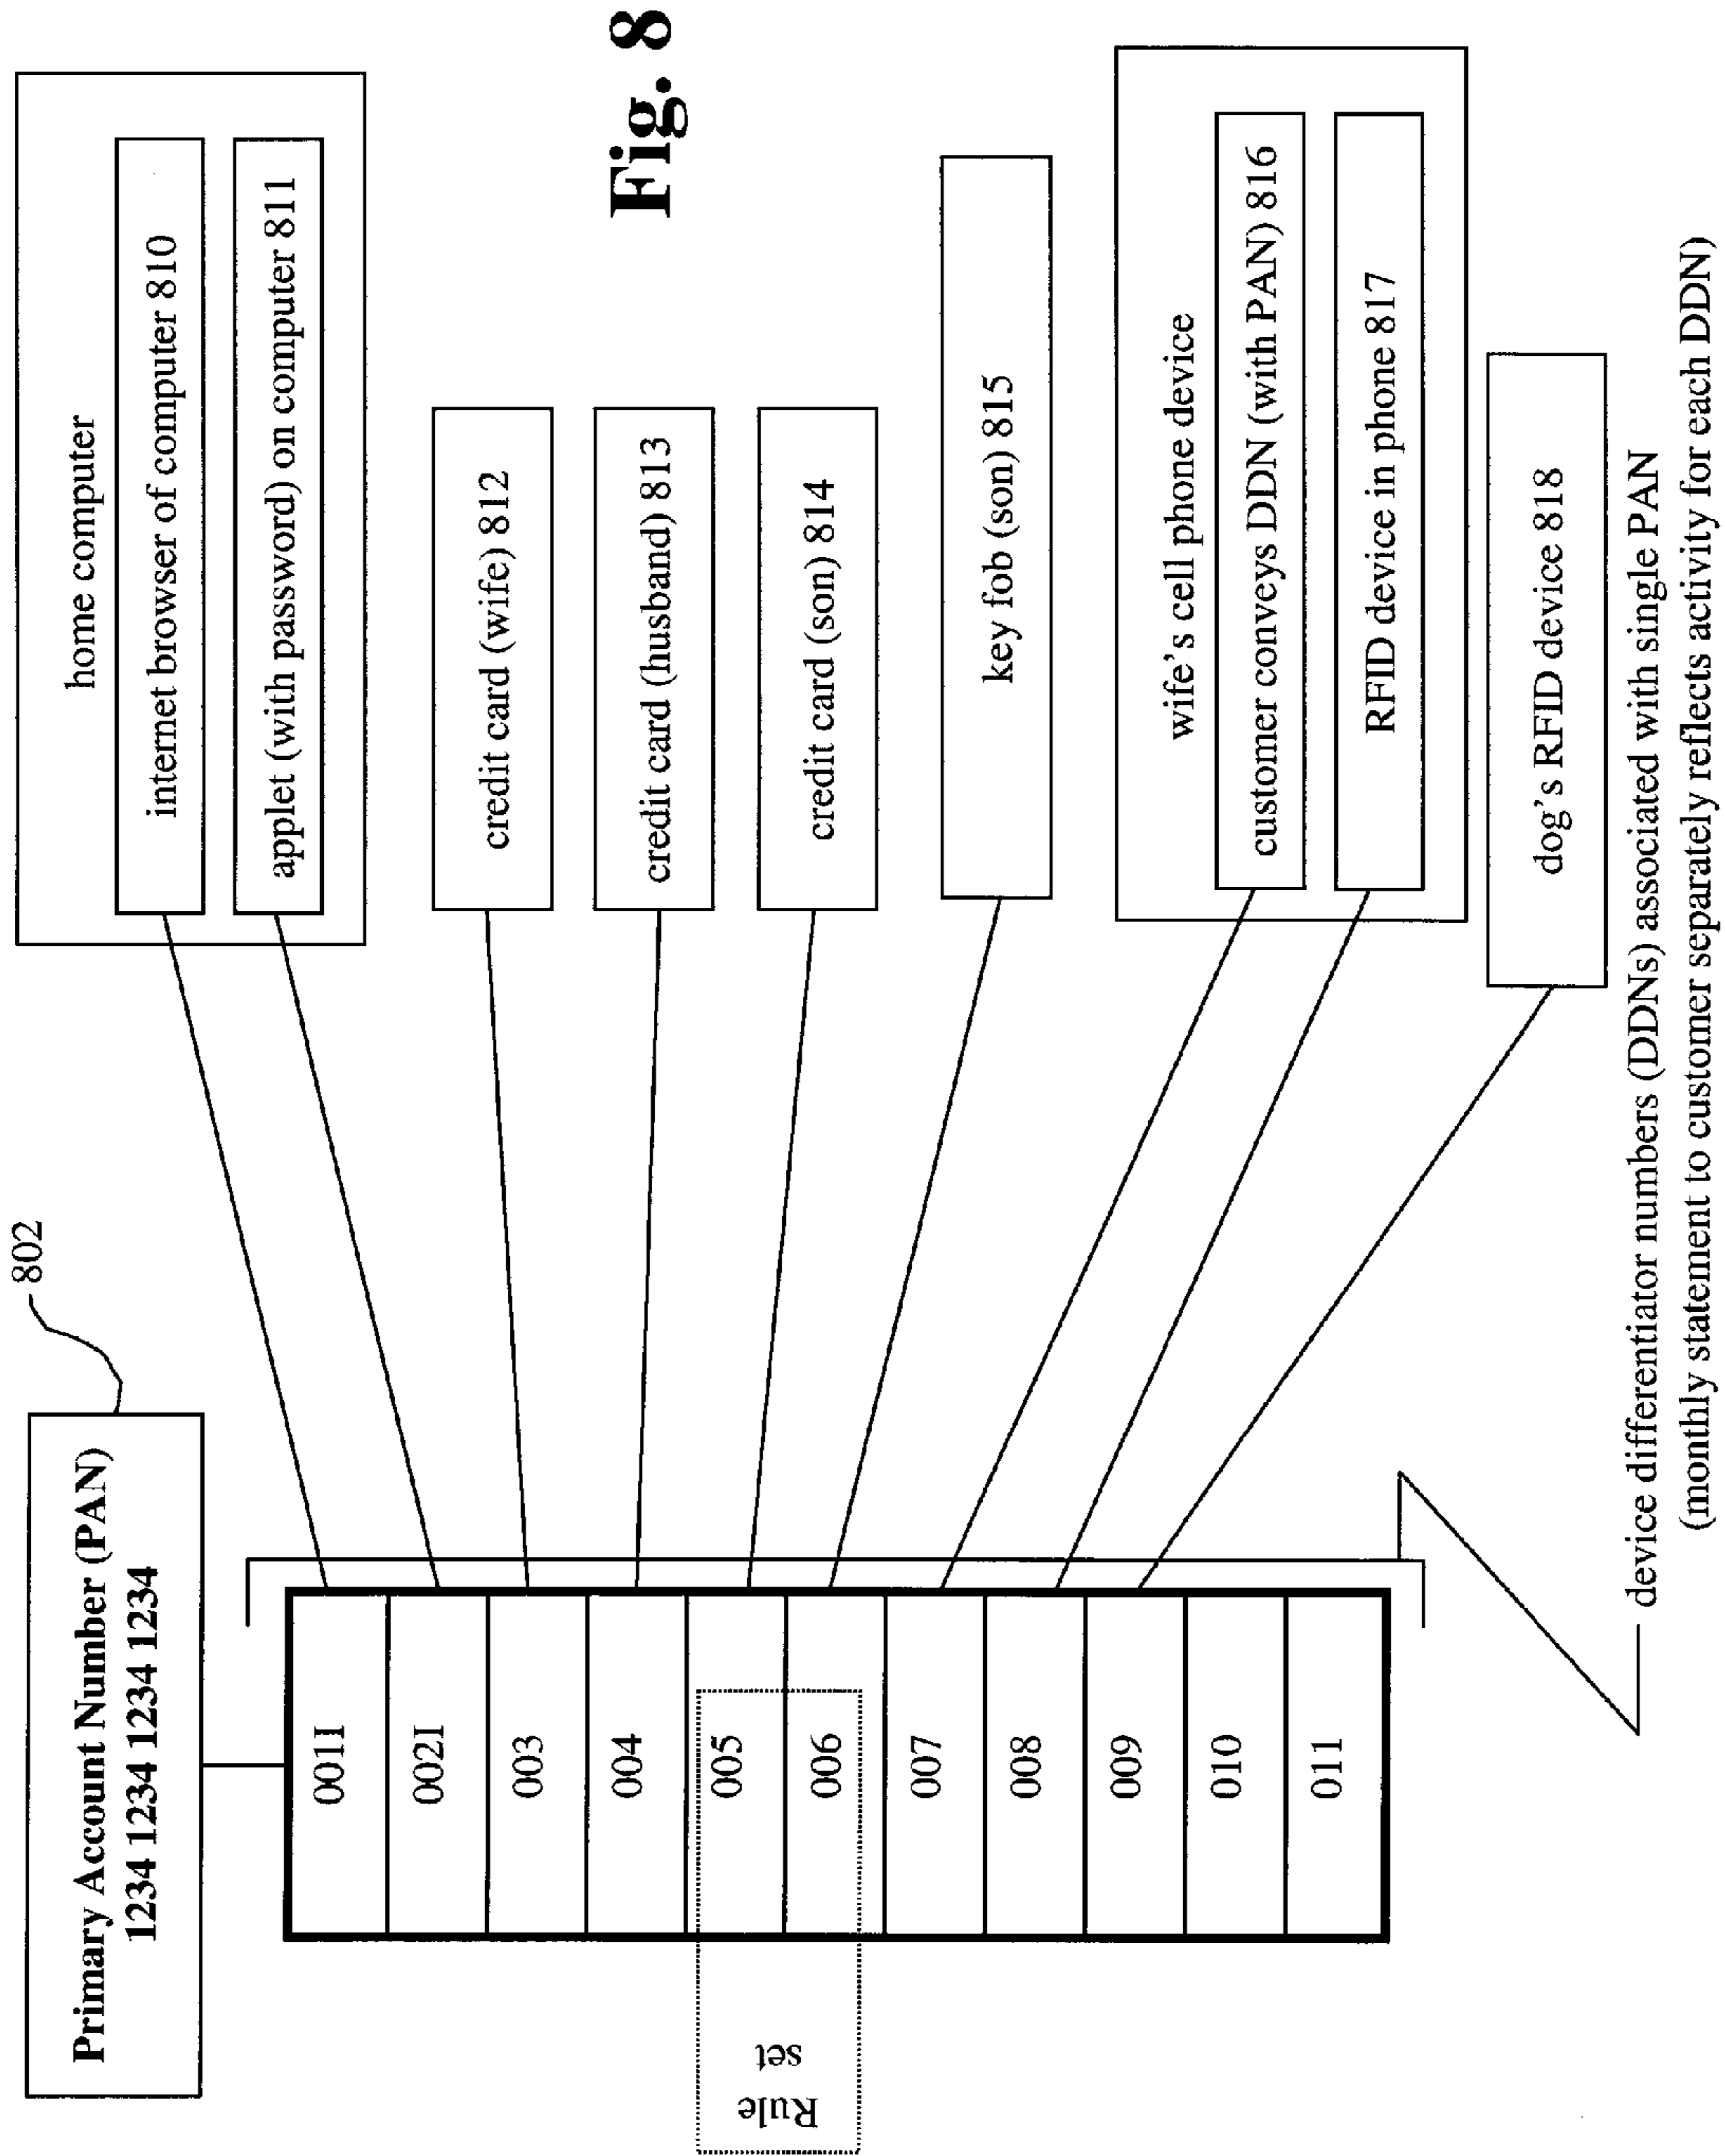 802
Primary Account Number (PAN)
1234 1234 1234 1234
001I
002I
003
004
005
006
007
008
009
010
011
Rule
set
home computer
internet browser of computer 810
applet (with password) on computer 811
credit card (wife) 812
credit card (husband) 813
credit card (son) 814
key fob (son) 815
wife's cell phone device
customer conveys DDN (with PAN) 816
RFID device in phone 817
dog's RFID device 818
device differentiator numbers (DDNs) associated with single PAN
(monthly statement to customer separately reflects activity for each DDN)
Fig. 8